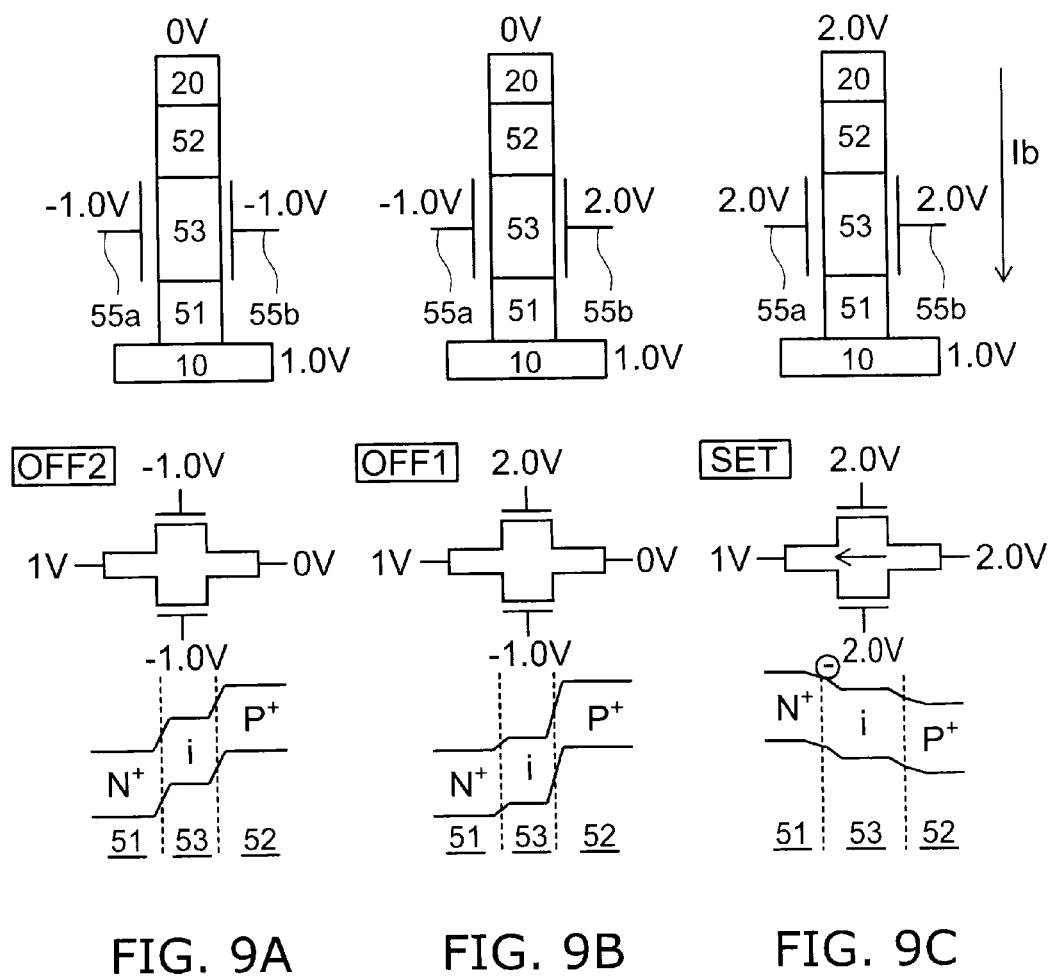 0V
20
52
-1.0V
53
-1.0V
55a
51
55b
10
1.0V
OFF2
-1.0V
1V
0V
-1.0V
P+
i
N+
51
53
52
FIG. 9A
0V
20
52
-1.0V
53
2.0V
55a
51
55b
10
1.0V
OFF1
2.0V
1V
0V
-1.0V
P+
i
N+
51
53
52
FIG. 9B
2.0V
20
52
Ib
2.0V
53
2.0V
55a
51
55b
10
1.0V
SET
2.0V
1V
2.0V
2.0V
N+
i
P+
51
53
52
FIG. 9C